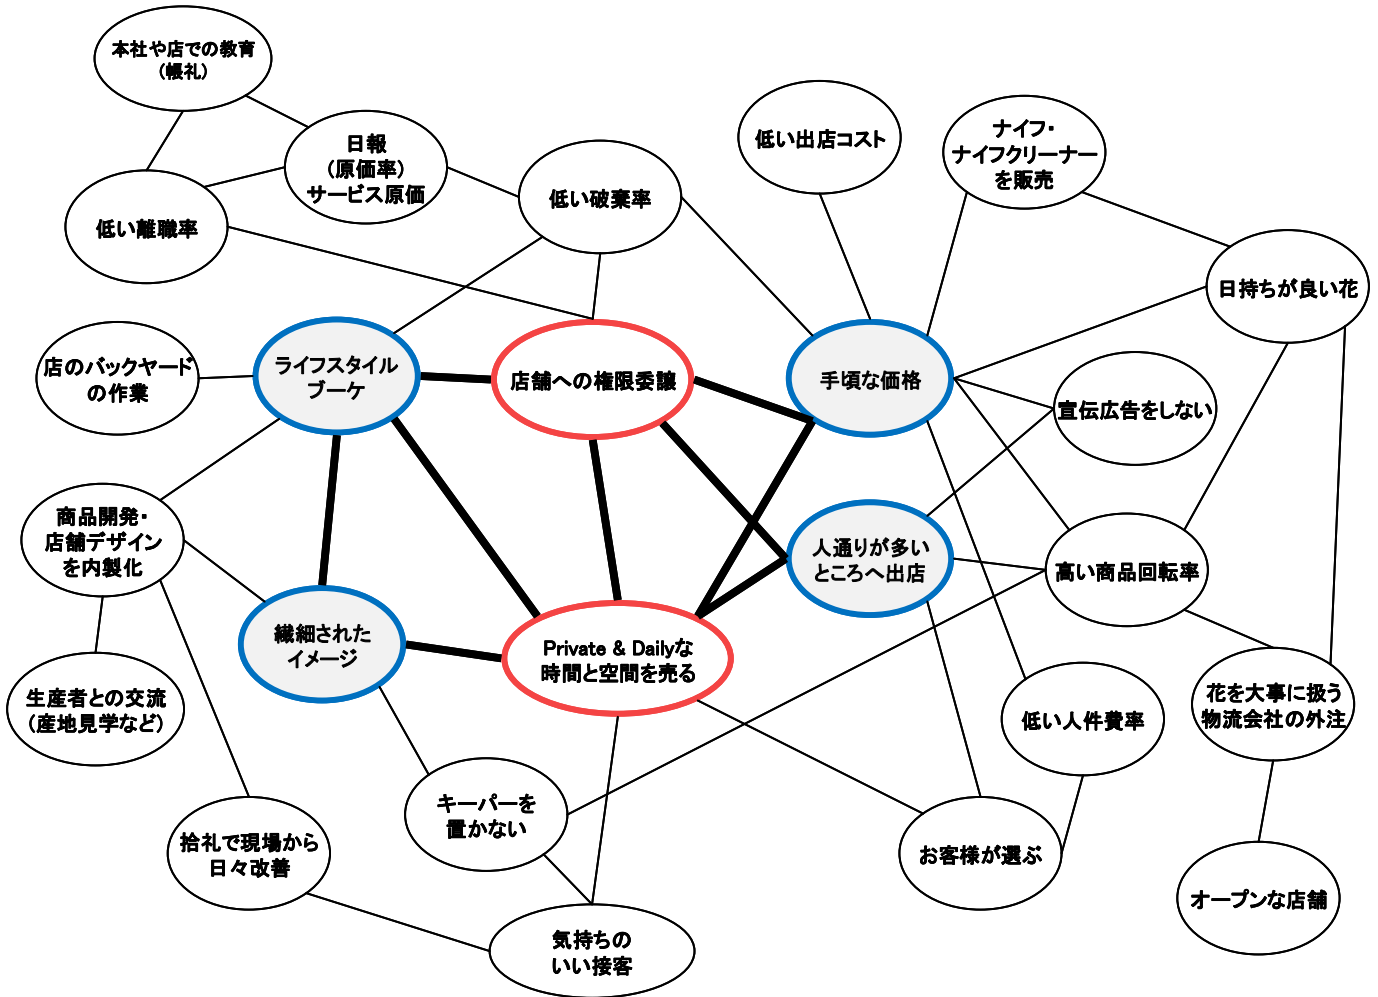 本社や店での教育
(帳礼)
日報
(原価率)
サービス原価
低い離職率
低い破棄率
低い出店コスト
ナイフ・
ナイフクリーナー
を販売
日持ちが良い花
店のバックヤード
の作業
ライフスタイル
ブーケ
店舗への権限委譲
手頃な価格
宣伝広告をしない
商品開発・
店舗デザイン
を内製化
人通りが多い
ところへ出店
高い商品回転率
繊細された
イメージ
Private & Dailyな
時間と空間を売る
生産者との交流
(産地見学など)
低い人件費率
花を大事に扱う
物流会社の外注
キーパーを
置かない
拾礼で現場から
日々改善
お客様が選ぶ
オープンな店舗
気持ちの
いい接客